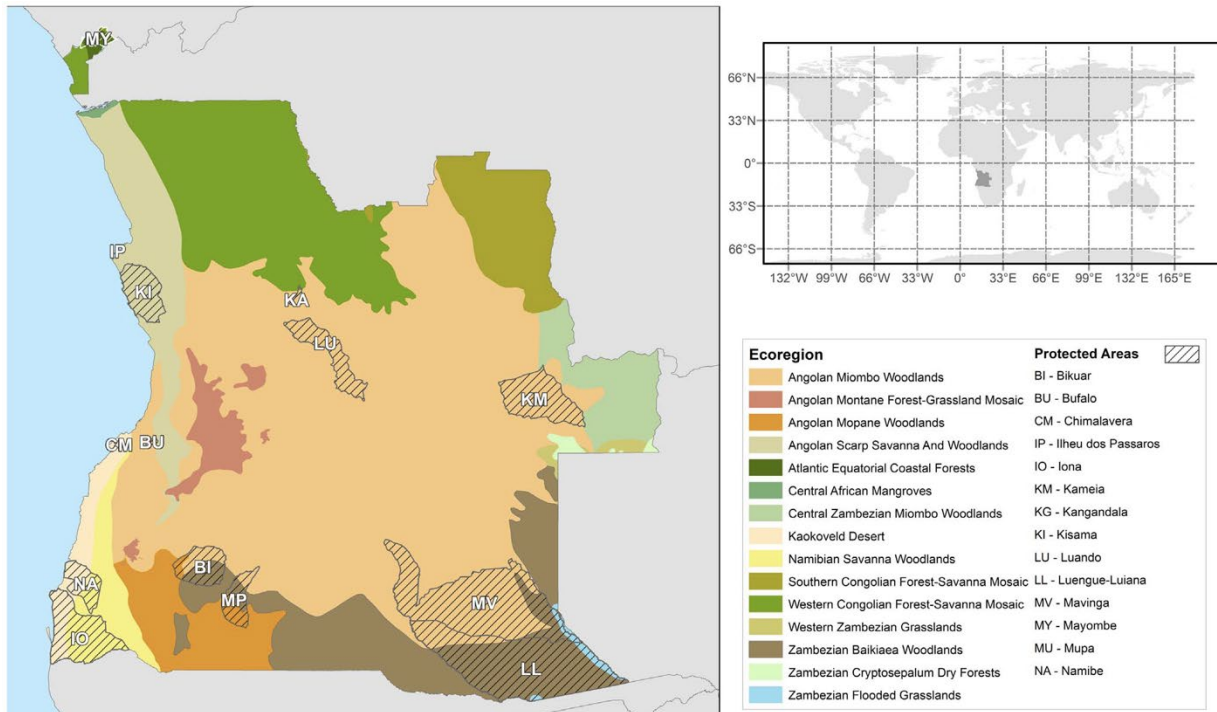 MY
IP
KI
KA
LU
KM
CM
BU
BI
NA
MP
MV
IO
LL
66°N
33°N
0°
33°S
66°S
132°W 99°W 66°W 33°W 0° 33°E 66°E 99°E 132°E 165°E
Ecoregion
Angolan Miombo Woodlands
Angolan Montane Forest-Grassland Mosaic
Angolan Mopane Woodlands
Angolan Scarp Savanna And Woodlands
Atlantic Equatorial Coastal Forests
Central African Mangroves
Central Zambezian Miombo Woodlands
Kaokoveld Desert
Namibian Savanna Woodlands
Southern Congolian Forest-Savanna Mosaic
Western Congolian Forest-Savanna Mosaic
Western Zambezian Grasslands
Zambezian Baikiaea Woodlands
Zambezian Cryptosepalum Dry Forests
Zambezian Flooded Grasslands
Protected Areas
BI - Bikuar
BU - Bufalo
CM - Chimalavera
IP - Ilheu dos Passaros
IO - Iona
KM - Kameia
KG - Kangandala
KI - Kisama
LU - Luando
LL - Luengue-Luiana
MV - Mavinga
MY - Mayombe
MU - Mupa
NA - Namibe